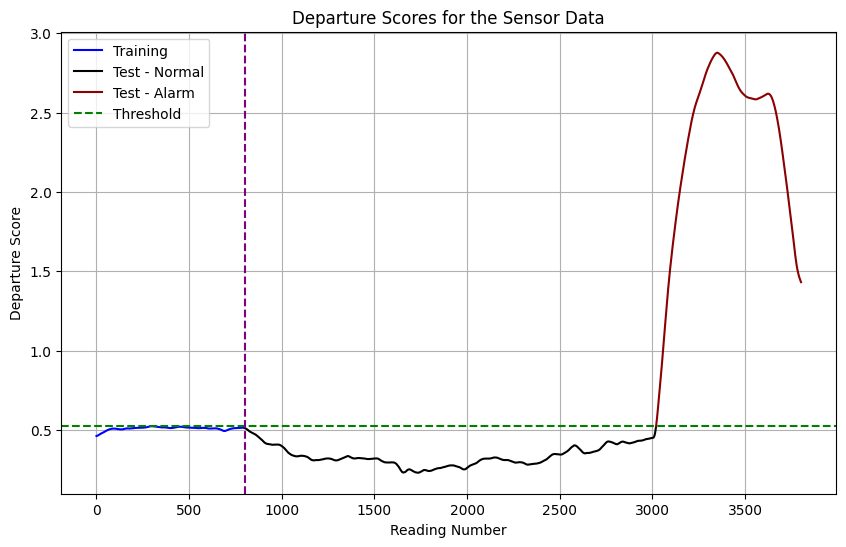 Departure Scores for the Sensor Data
Training
Test - Normal
Test - Alarm
Threshold
Departure Score
3.0
2.5
2.0
1.5
1.0
0.5
0 500 1000 1500 2000 2500 3000 3500
Reading Number